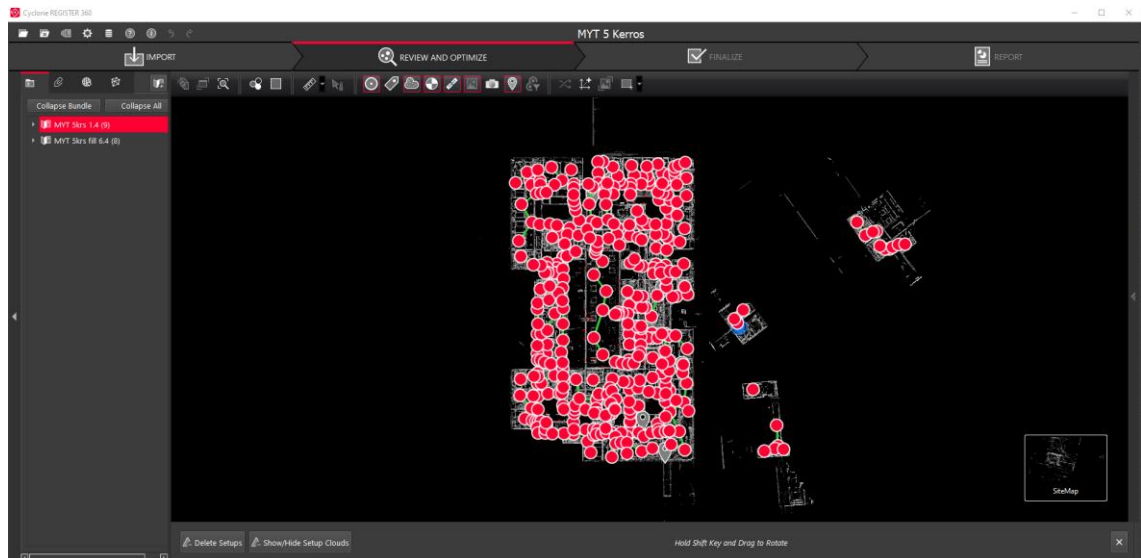 Cyclone REGISTER 360
MYT 5 Kerros
IMPORT
REVIEW AND OPTIMIZE
FINALIZE
REPORT
Collapse Bundle
Collapse All
MYT 5krs 1.4 (9)
MYT 5krs fill 6.4 (8)
SiteMap
Delete Setups
Show/Hide Setup Clouds
Hold Shift Key and Drag to Rotate